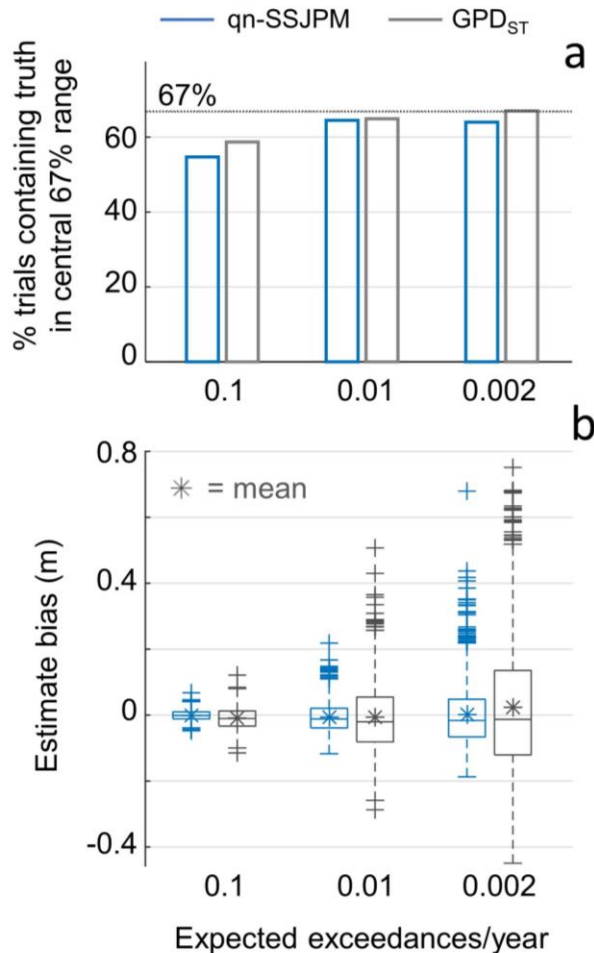 qn-SSJPM
GPDST
a
% trials containing truth
in central 67% range
67%
60
40
20
0
0.1
0.01
0.002
b
Estimate bias (m)
0.8
0.4
0
-0.4
✳ = mean
0.1
0.01
0.002
Expected exceedances/year